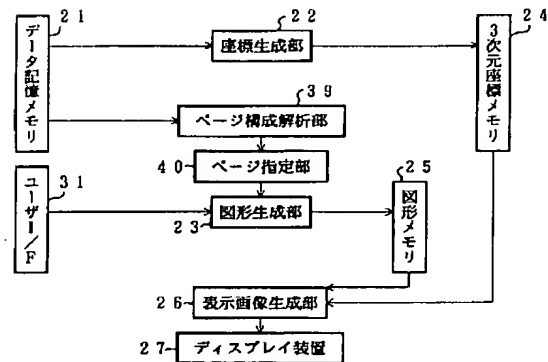 21
データ記憶メモリ
22
座標生成部
24
3次元座標メモリ
39
ページ構成解析部
40
ページ指定部
31
ユーザーI/F
23
図形生成部
25
図形メモリ
26
表示画像生成部
27
ディスプレイ装置